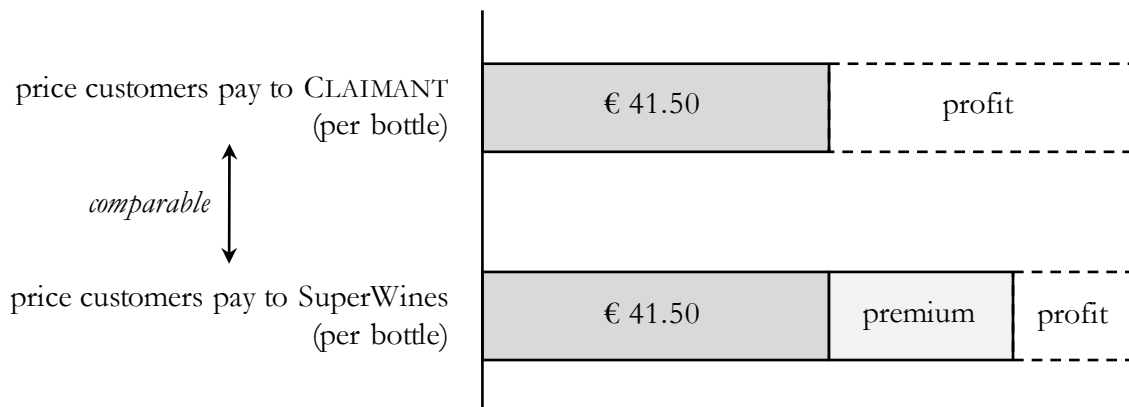 price customers pay to CLAIMANT
(per bottle)
€ 41.50
profit
comparable
price customers pay to SuperWines
(per bottle)
€ 41.50
premium
profit